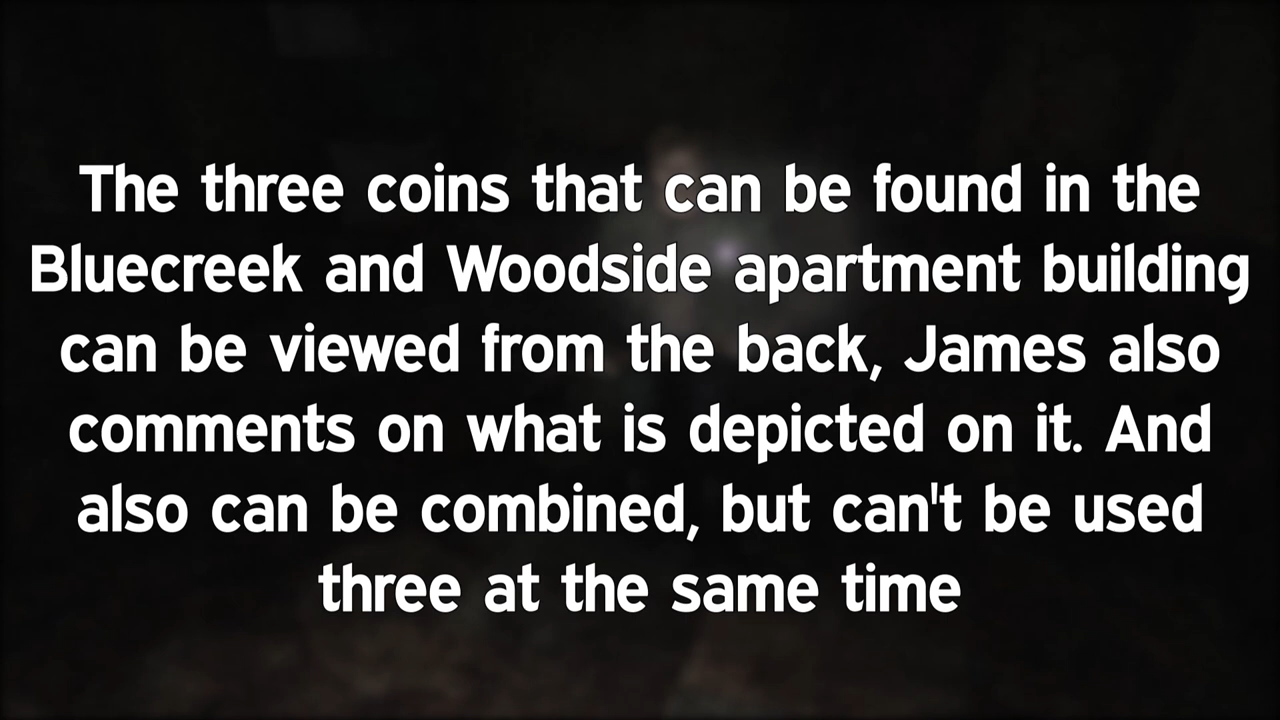 The three coins that can be found in the
Bluecreek and Woodside apartment building
can be viewed from the back, James also
comments on what is depicted on it. And
also can be combined, but can't be used
three at the same time